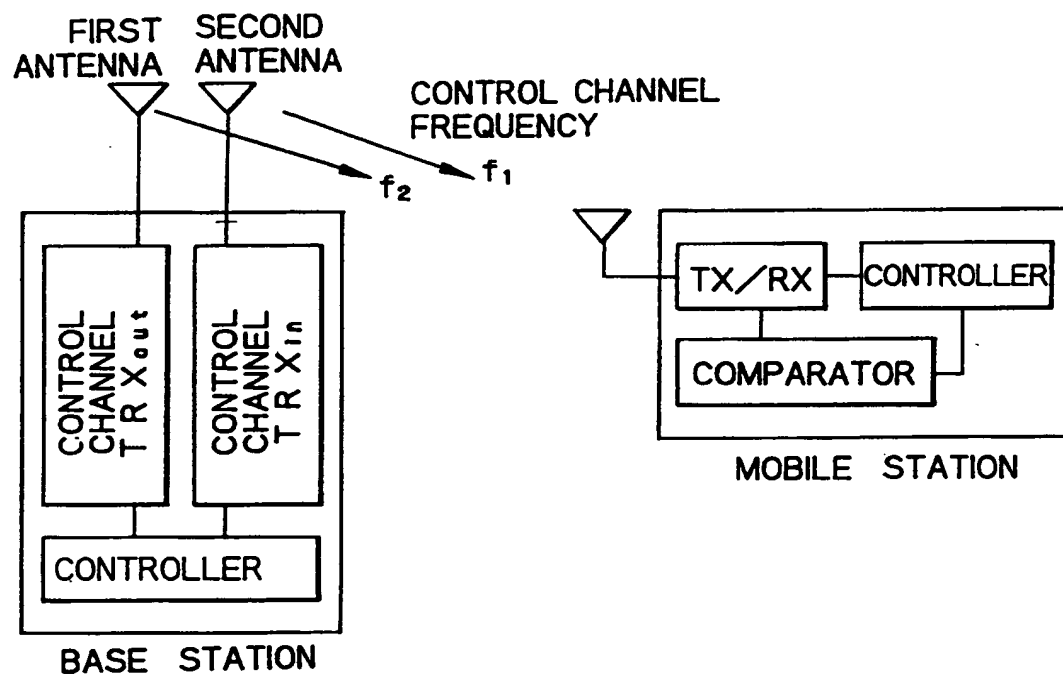 FIRST
ANTENNA
SECOND
ANTENNA
CONTROL CHANNEL
FREQUENCY
f2
f1
CONTROL
CHANNEL
TRXout
CONTROL
CHANNEL
TRXin
CONTROLLER
BASE STATION
TX/RX
CONTROLLER
COMPARATOR
MOBILE STATION